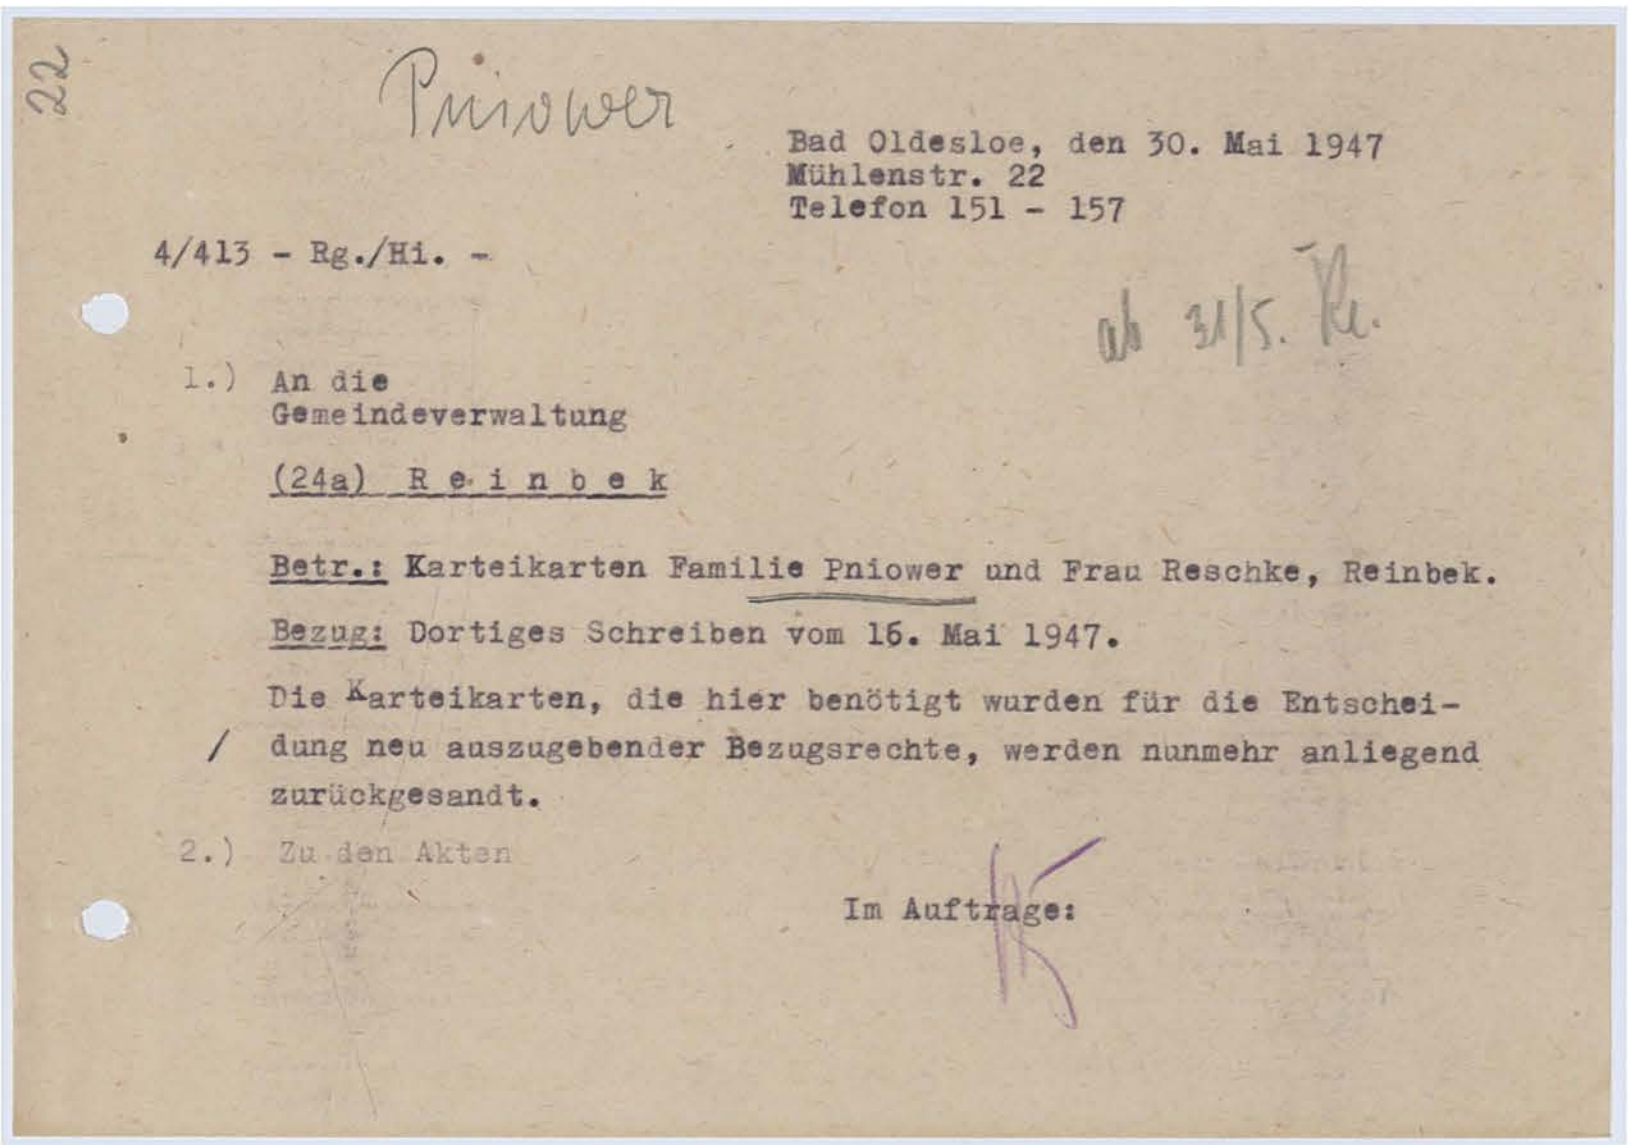 22
Pniower
Bad Oldesloe, den 30. Mai 1947
Mühlenstr. 22
Telefon 151 - 157
4/413 - Rg./Hi. -
ab 31/5.
1.) An die
Gemeindeverwaltung
(24a) R e i n b e k
Betr.: Karteikarten Familie Pniower und Frau Reschke, Reinbek.
Bezug: Dortiges Schreiben vom 16. Mai 1947.
Die Karteikarten, die hier benötigt wurden für die Entschei-
/ dung neu auszugebender Bezugsrechte, werden nunmehr anliegend
zurückgesandt.
2.) Zu den Akten
Im Auftrage: